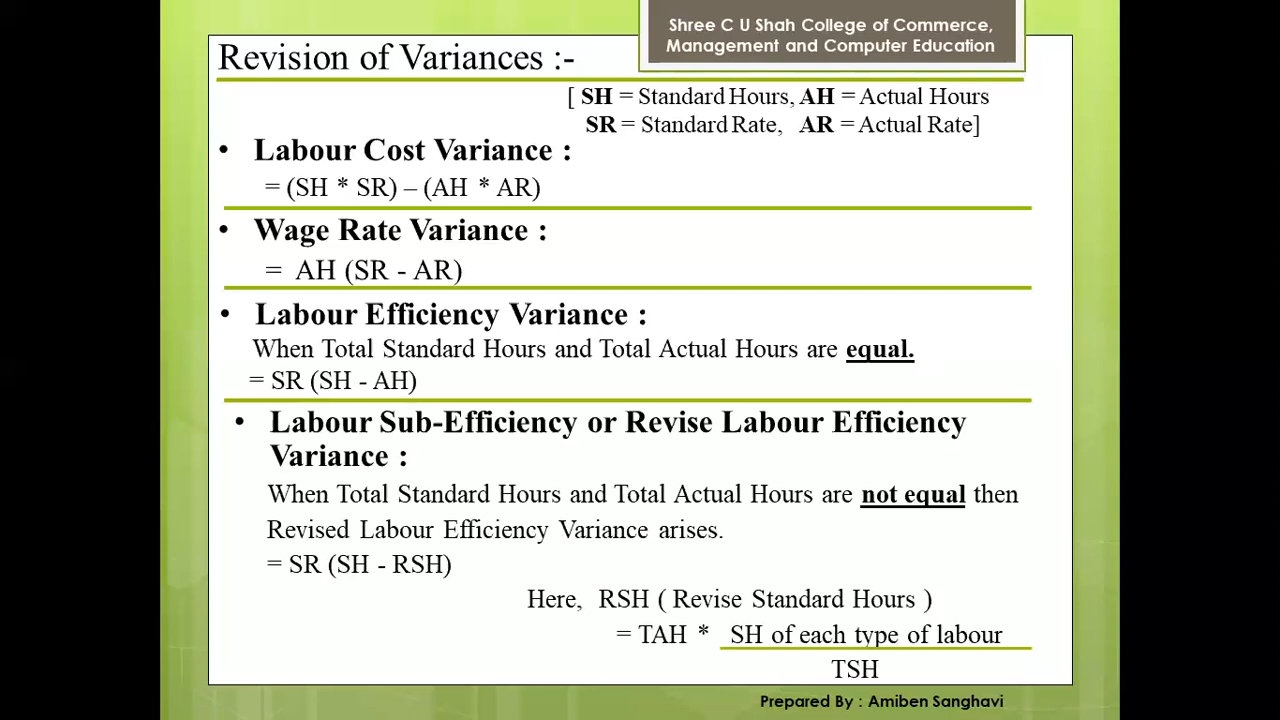 Shree C U Shah College of Commerce,
Management and Computer Education
Revision of Variances :-
[ SH = Standard Hours, AH = Actual Hours
SR = Standard Rate, AR = Actual Rate]
• Labour Cost Variance :
= (SH * SR) – (AH * AR)
• Wage Rate Variance :
= AH (SR - AR)
• Labour Efficiency Variance :
When Total Standard Hours and Total Actual Hours are equal.
= SR (SH - AH)
• Labour Sub-Efficiency or Revise Labour Efficiency
Variance :
When Total Standard Hours and Total Actual Hours are not equal then
Revised Labour Efficiency Variance arises.
= SR (SH - RSH)
Here, RSH ( Revise Standard Hours )
= TAH * SH of each type of labour
TSH
Prepared By : Amiben Sanghavi